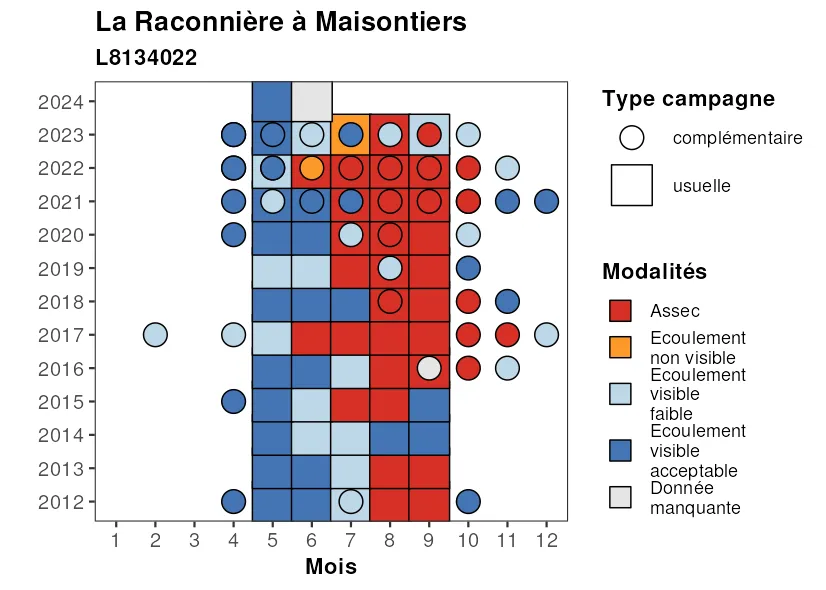 La Raconnière à Maisontiers
L8134022
2024
2023
2022
2021
2020
2019
2018
2017
2016
2015
2014
2013
2012
1 2 3 4 5 6 7 8 9 10 11 12
Mois
Type campagne
complémentaire
usuelle
Modalités
Assec
Ecoulement
non visible
Ecoulement
visible
faible
Ecoulement
visible
acceptable
Donnée
manquante